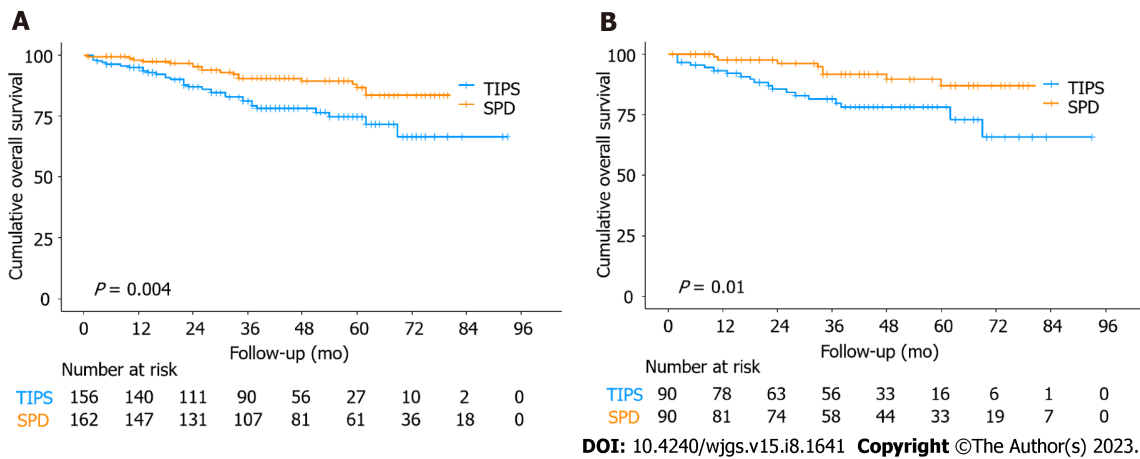 A
100
75
50
25
0
Cumulative overall survival
TIPS
SPD
P = 0.004
0 12 24 36 48 60 72 84 96
Follow-up (mo)
Number at risk
TIPS 156 140 111 90 56 27 10 2 0
SPD 162 147 131 107 81 61 36 18 0
B
100
75
50
25
0
Cumulative overall survival
TIPS
SPD
P = 0.01
0 12 24 36 48 60 72 84 96
Follow-up (mo)
Number at risk
TIPS 90 78 63 56 33 16 6 1 0
SPD 90 81 74 58 44 33 19 7 0
DOI: 10.4240/wjgs.v15.i8.1641 Copyright ©The Author(s) 2023.